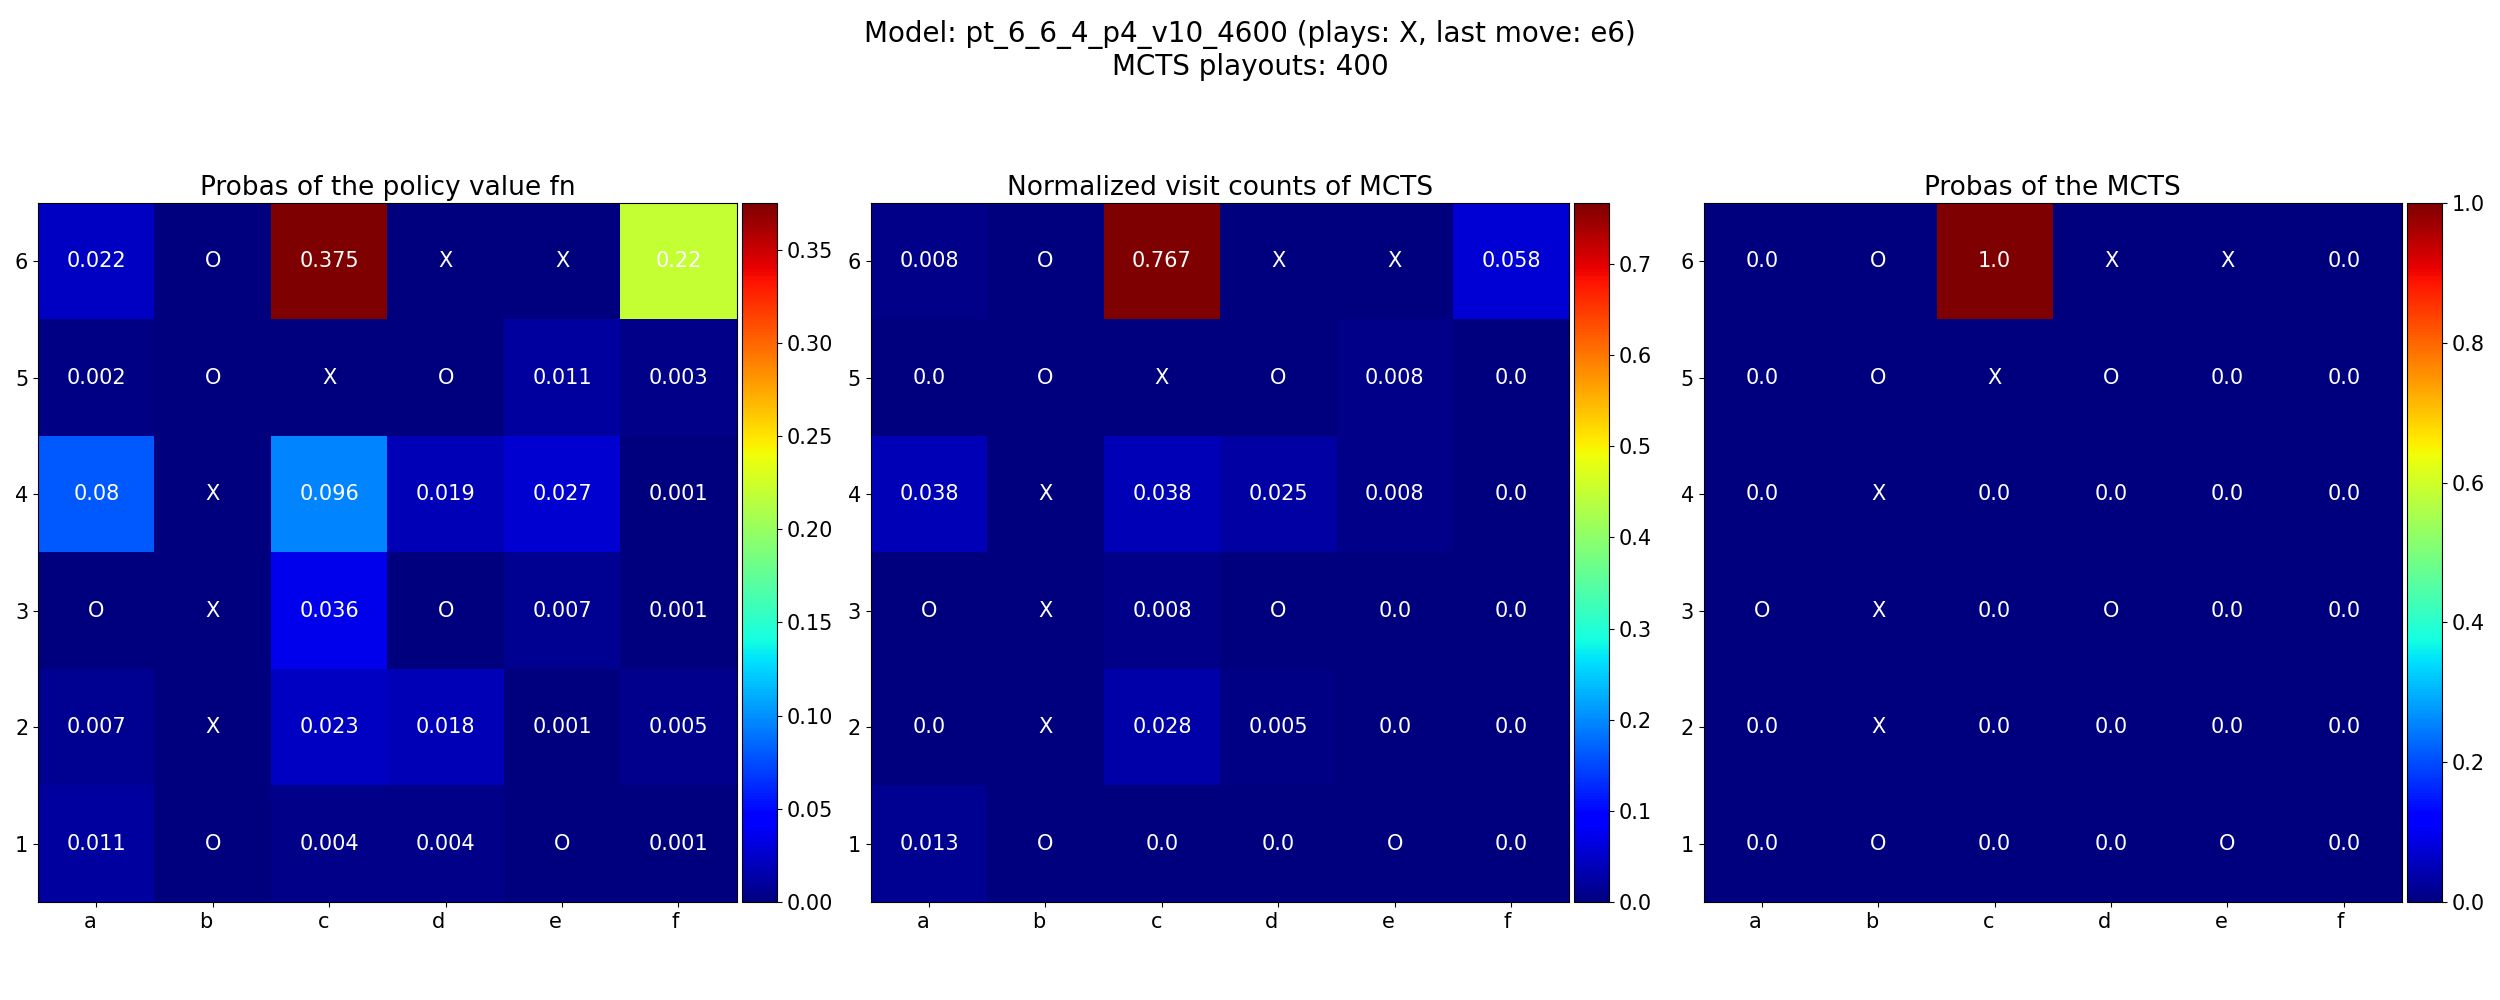 Model: pt_6_6_4_p4_v10_4600 (plays: X, last move: e6)
MCTS playouts: 400
Probas of the policy value fn
6 0.022 O 0.375 X X 0.22
5 0.002 O X O 0.011 0.003
4 0.08 X 0.096 0.019 0.027 0.001
3 O X 0.036 O 0.007 0.001
2 0.007 X 0.023 0.018 0.001 0.005
1 0.011 O 0.004 0.004 O 0.001
a b c d e f
0.35
0.30
0.25
0.20
0.15
0.10
0.05
0.00
Normalized visit counts of MCTS
6 0.008 O 0.767 X X 0.058
5 0.0 O X O 0.008 0.0
4 0.038 X 0.038 0.025 0.008 0.0
3 O X 0.008 O 0.0 0.0
2 0.0 X 0.028 0.005 0.0 0.0
1 0.013 O 0.0 0.0 O 0.0
a b c d e f
0.7
0.6
0.5
0.4
0.3
0.2
0.1
0.0
Probas of the MCTS
6 0.0 O 1.0 X X 0.0
5 0.0 O X O 0.0 0.0
4 0.0 X 0.0 0.0 0.0 0.0
3 O X 0.0 O 0.0 0.0
2 0.0 X 0.0 0.0 0.0 0.0
1 0.0 O 0.0 0.0 O 0.0
a b c d e f
1.0
0.8
0.6
0.4
0.2
0.0